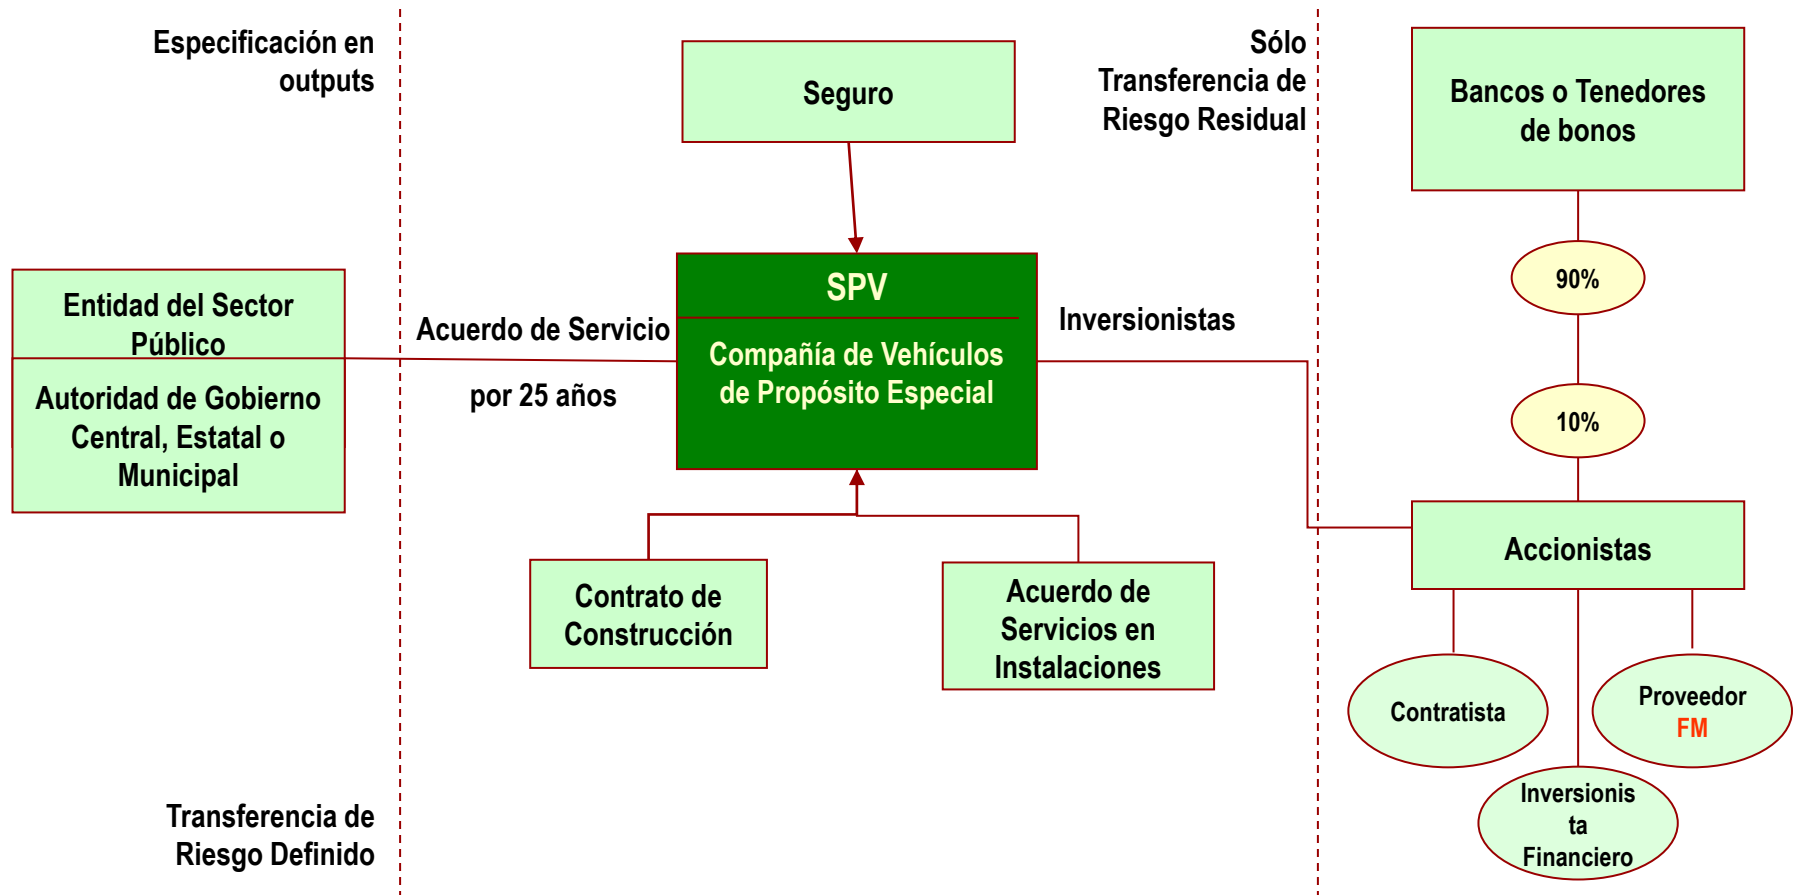 Especificación en
outputs
Entidad del Sector
Público
Autoridad de Gobierno
Central, Estatal o
Municipal
Transferencia de
Riesgo Definido
Acuerdo de Servicio
por 25 años
Seguro
SPV
Compañía de Vehículos
de Propósito Especial
Contrato de
Construcción
Acuerdo de
Servicios en
Instalaciones
Inversionistas
Sólo
Transferencia de
Riesgo Residual
Bancos o Tenedores
de bonos
90%
10%
Accionistas
Contratista
Proveedor
FM
Inversionis
ta
Financiero